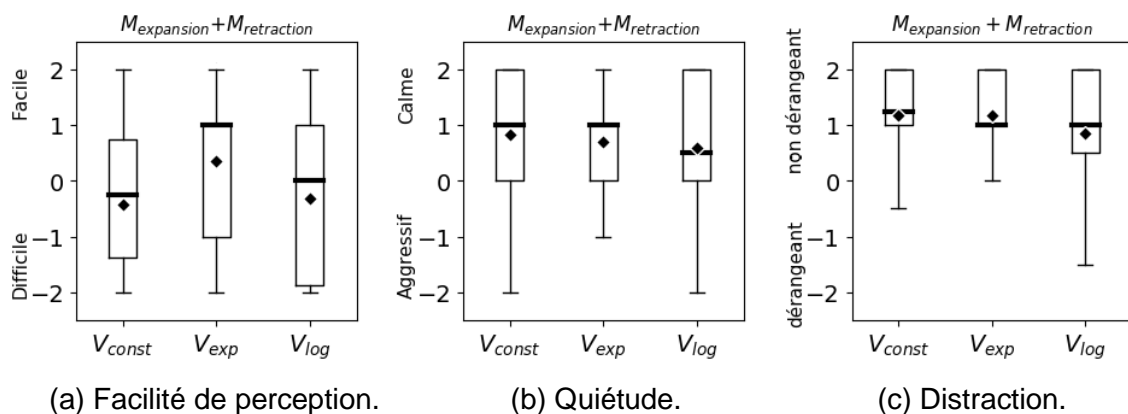 M_expansion+M_retraction
Facile
Difficile
2
1
0
−1
−2
V_const V_exp V_log
(a) Facilité de perception.
M_expansion+M_retraction
Calme
Aggressif
2
1
0
−1
−2
V_const V_exp V_log
(b) Quiétude.
M_expansion + M_retraction
non dérangeant
dérangeant
2
1
0
−1
−2
V_const V_exp V_log
(c) Distraction.